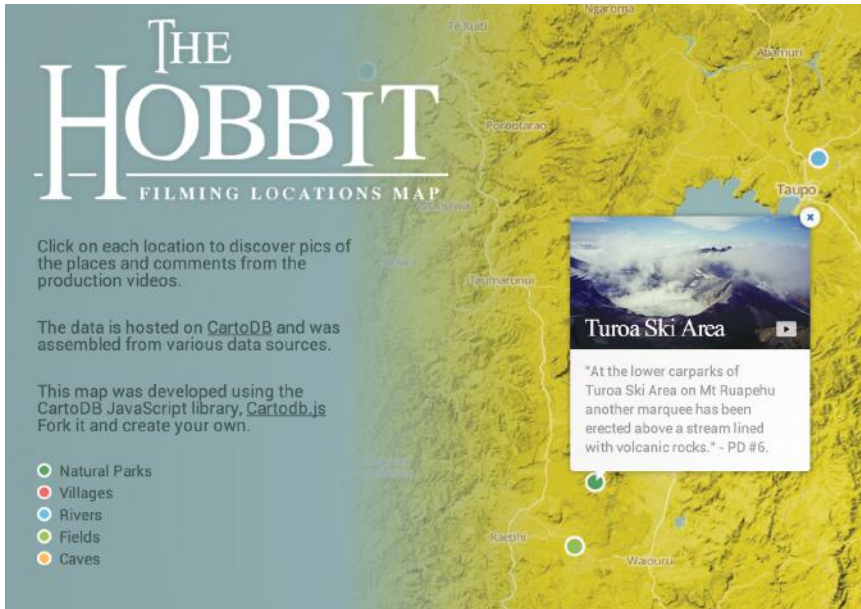 THE
HOBBIT
FILMING LOCATIONS MAP
Click on each location to discover pics of
the places and comments from the
production videos.
The data is hosted on CartoDB and was
assembled from various data sources.
This map was developed using the
CartoDB JavaScript library, Cartodb.js
Fork it and create your own.
Natural Parks
Villages
Rivers
Fields
Caves
Te Kuiti
Ngaroma
Atiamuri
Porootarao
Taupo
Taumarunui
Turoa Ski Area
"At the lower carparks of
Turoa Ski Area on Mt Ruapehu
another marquee has been
erected above a stream lined
with volcanic rocks." - PD #6.
Raetihi
Waiouru